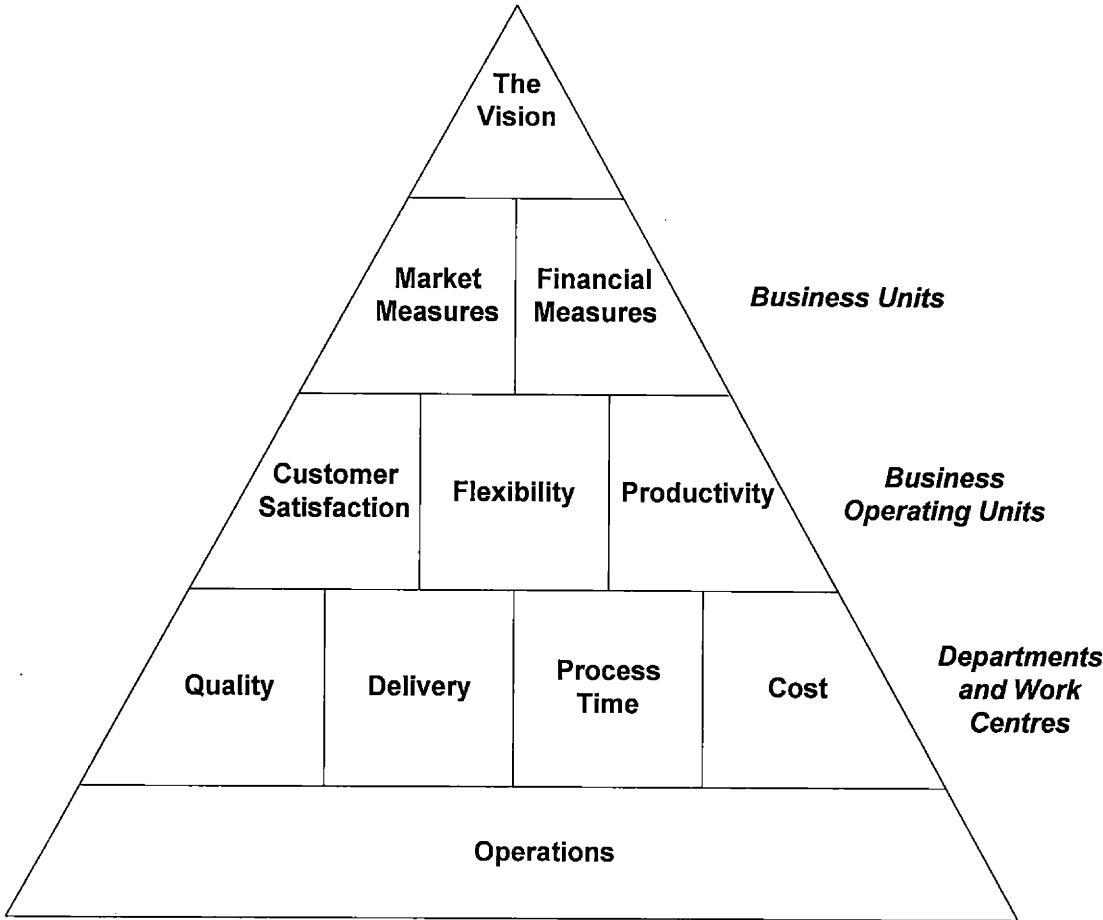 The
Vision
Market
Measures
Financial
Measures
Business Units
Customer
Satisfaction
Flexibility
Productivity
Business
Operating Units
Quality
Delivery
Process
Time
Cost
Departments
and Work
Centres
Operations